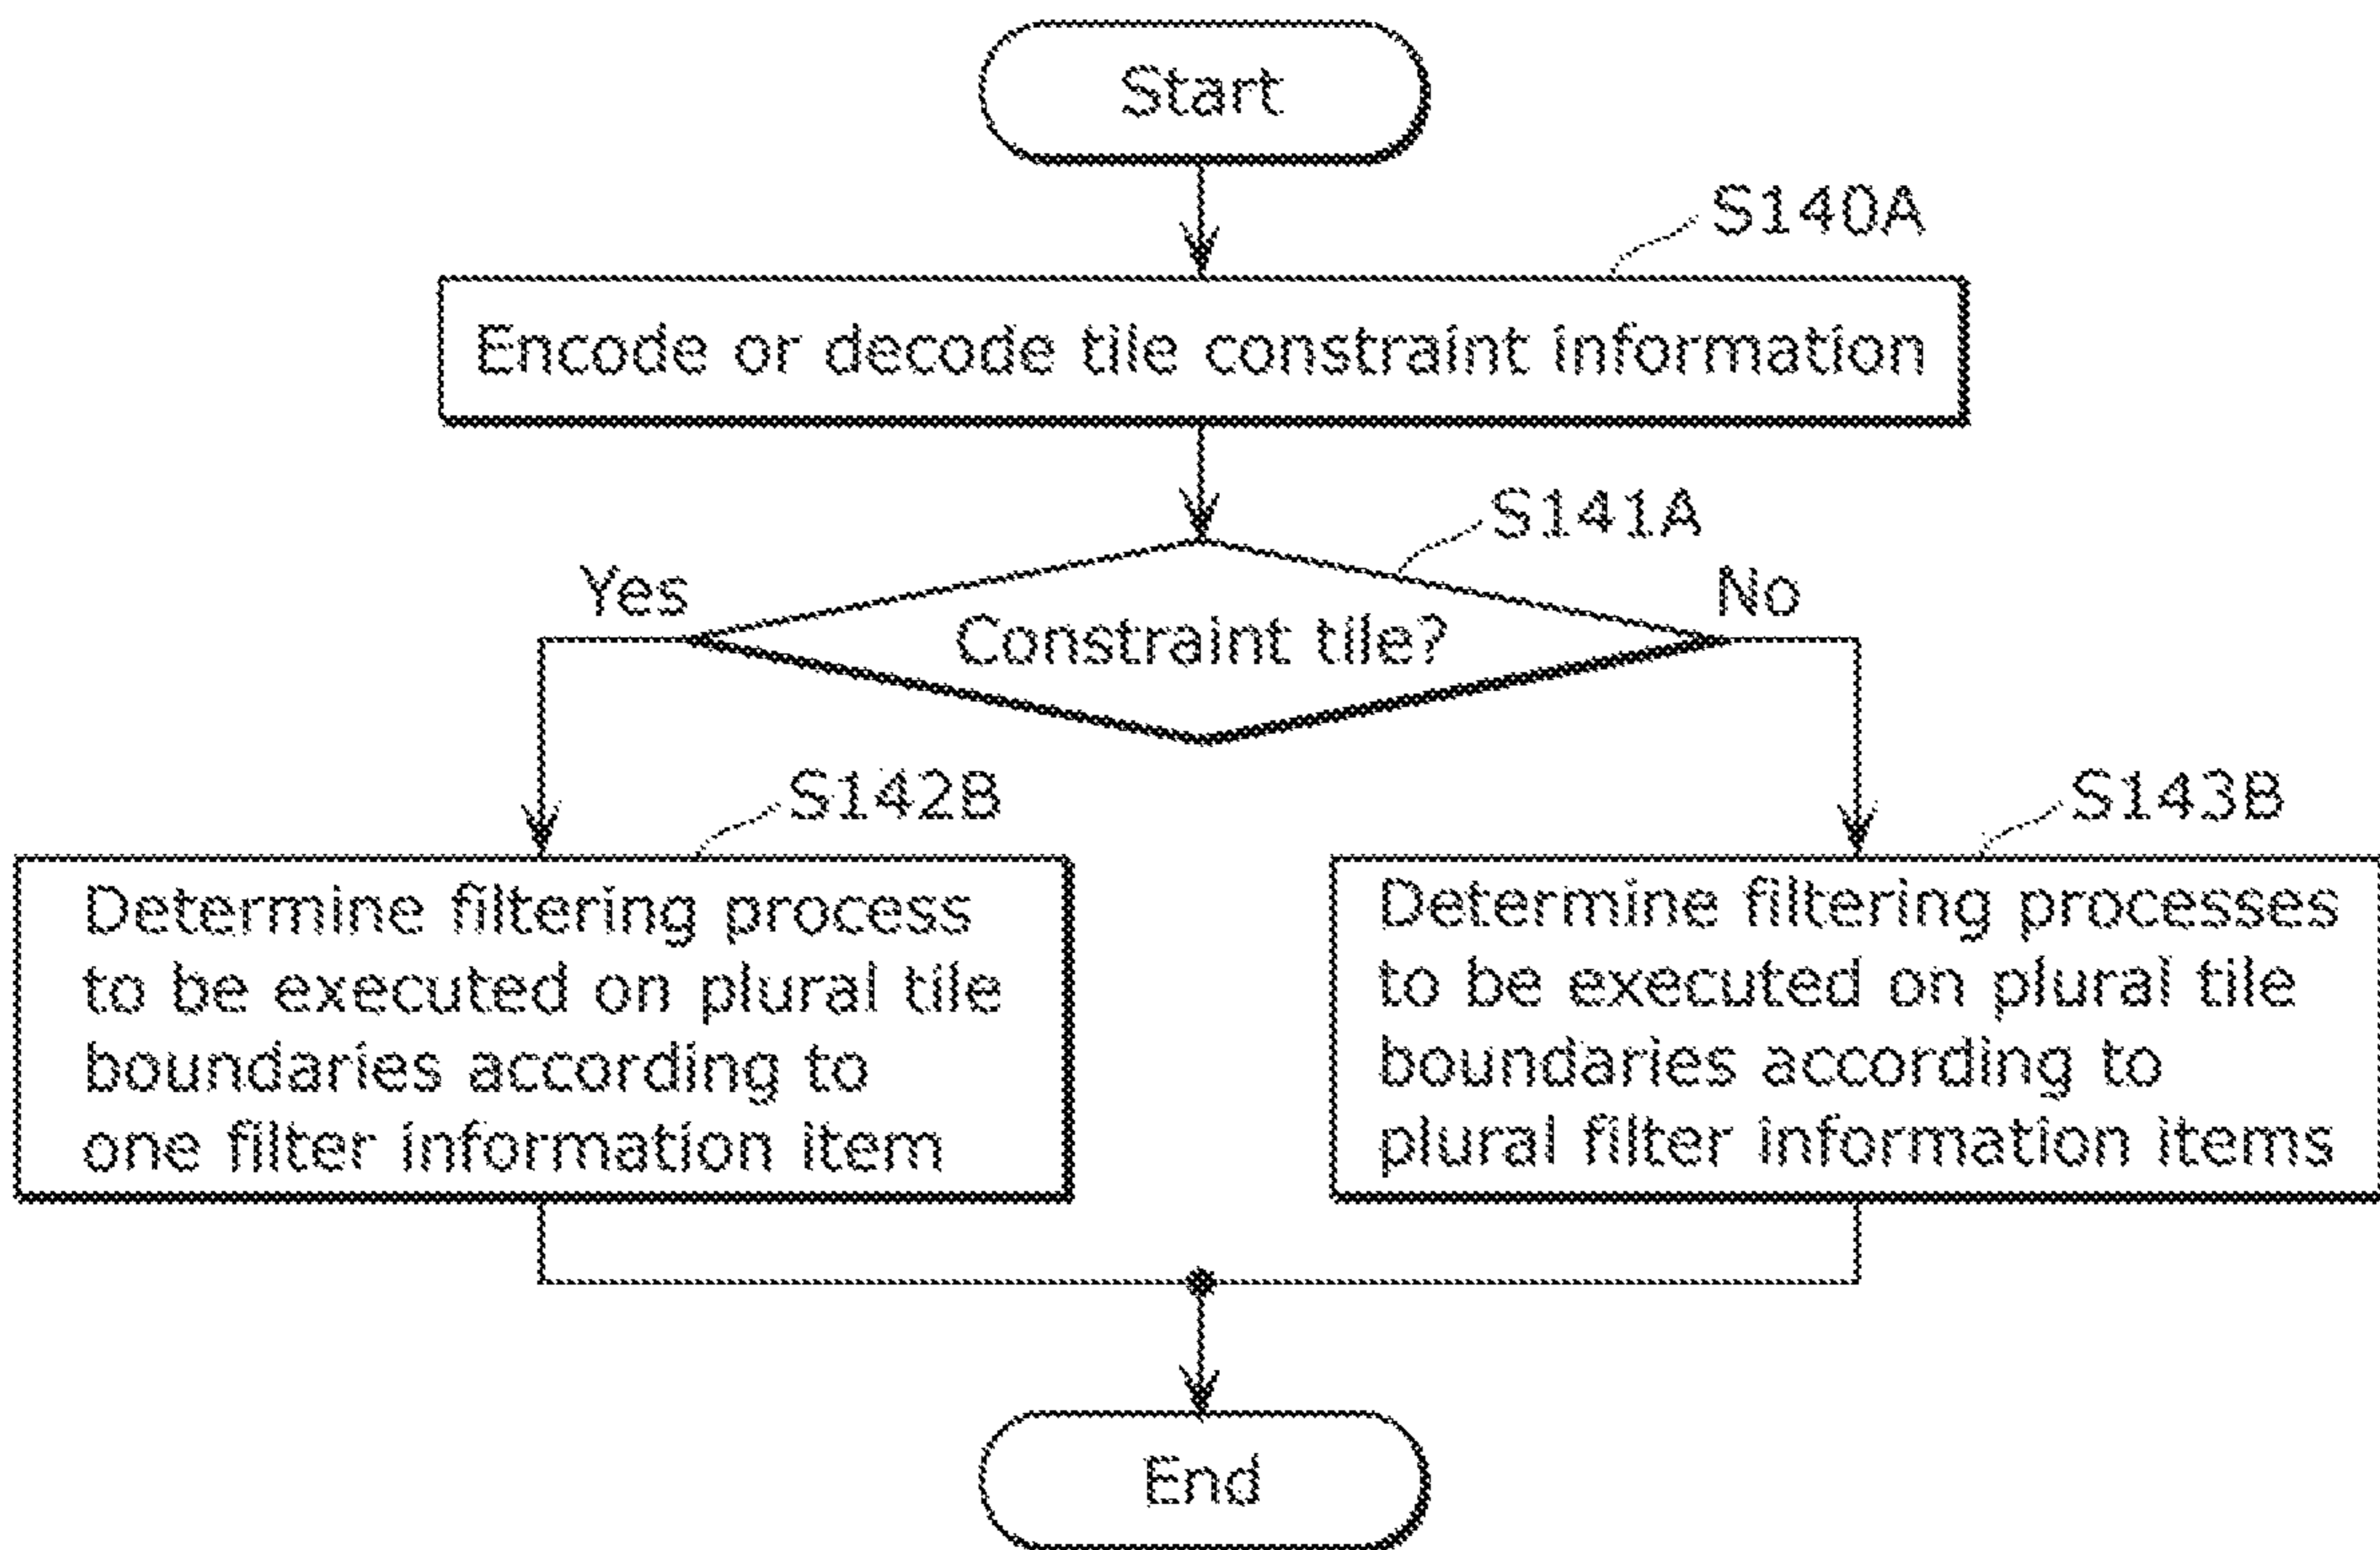 Start
S140A
Encode or decode tile constraint information
S141A
Yes
No
Constraint tile?
S142B
Determine filtering process
to be executed on plural tile
boundaries according to
one filter information item
S143B
Determine filtering processes
to be executed on plural tile
boundaries according to
plural filter information items
End